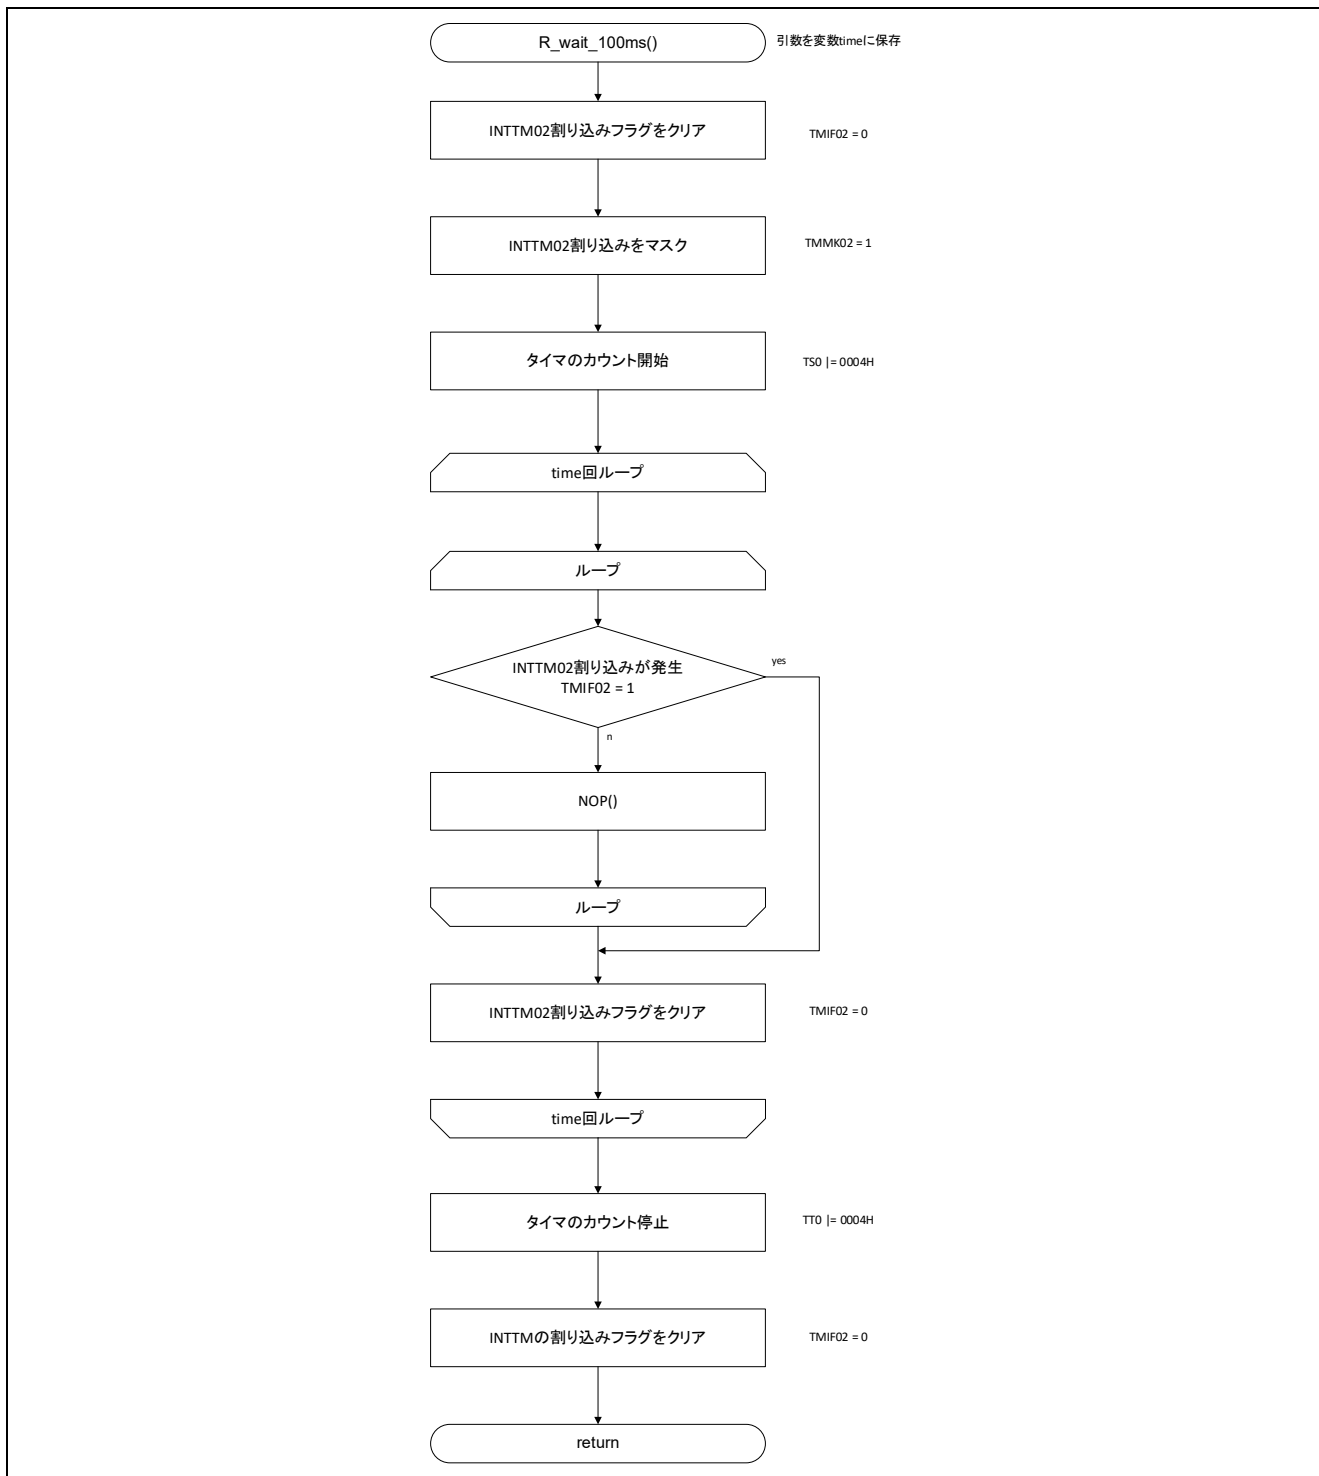 R_wait_100ms()
引数を変数timeに保存
INTTM02割り込みフラグをクリア
TMIF02 = 0
INTTM02割り込みをマスク
TMMK02 = 1
タイマのカウント開始
TS0 |= 0004H
time回ループ
ループ
INTTM02割り込みが発生
TMIF02 = 1
yes
n
NOP()
ループ
INTTM02割り込みフラグをクリア
TMIF02 = 0
time回ループ
タイマのカウント停止
TT0 |= 0004H
INTTMの割り込みフラグをクリア
TMIF02 = 0
return